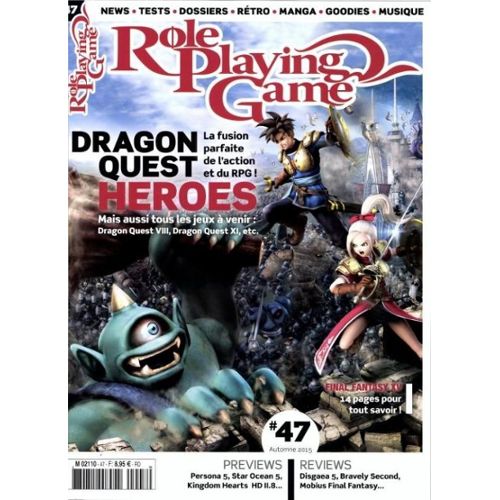 7
NEWS • TESTS • DOSSIERS • RÉTRO • MANGA • GOODIES • MUSIQUE
Role
Playing
Game
Role
Playing
Game
DRAGON
QUEST
HEROES
La fusion
parfaite
de l'action
et du RPG !
Mais aussi tous les jeux à venir :
Dragon Quest VIII, Dragon Quest XI, etc.
FINAL FANTASY XV
14 pages pour
tout savoir !
#47
Automne 2015
M 02110 - 47 - F: 8,95 € - RD
PREVIEWS
Persona 5, Star Ocean 5,
Kingdom Hearts HD II.8...
REVIEWS
Disgaea 5, Bravely Second,
Mobius Final Fantasy...